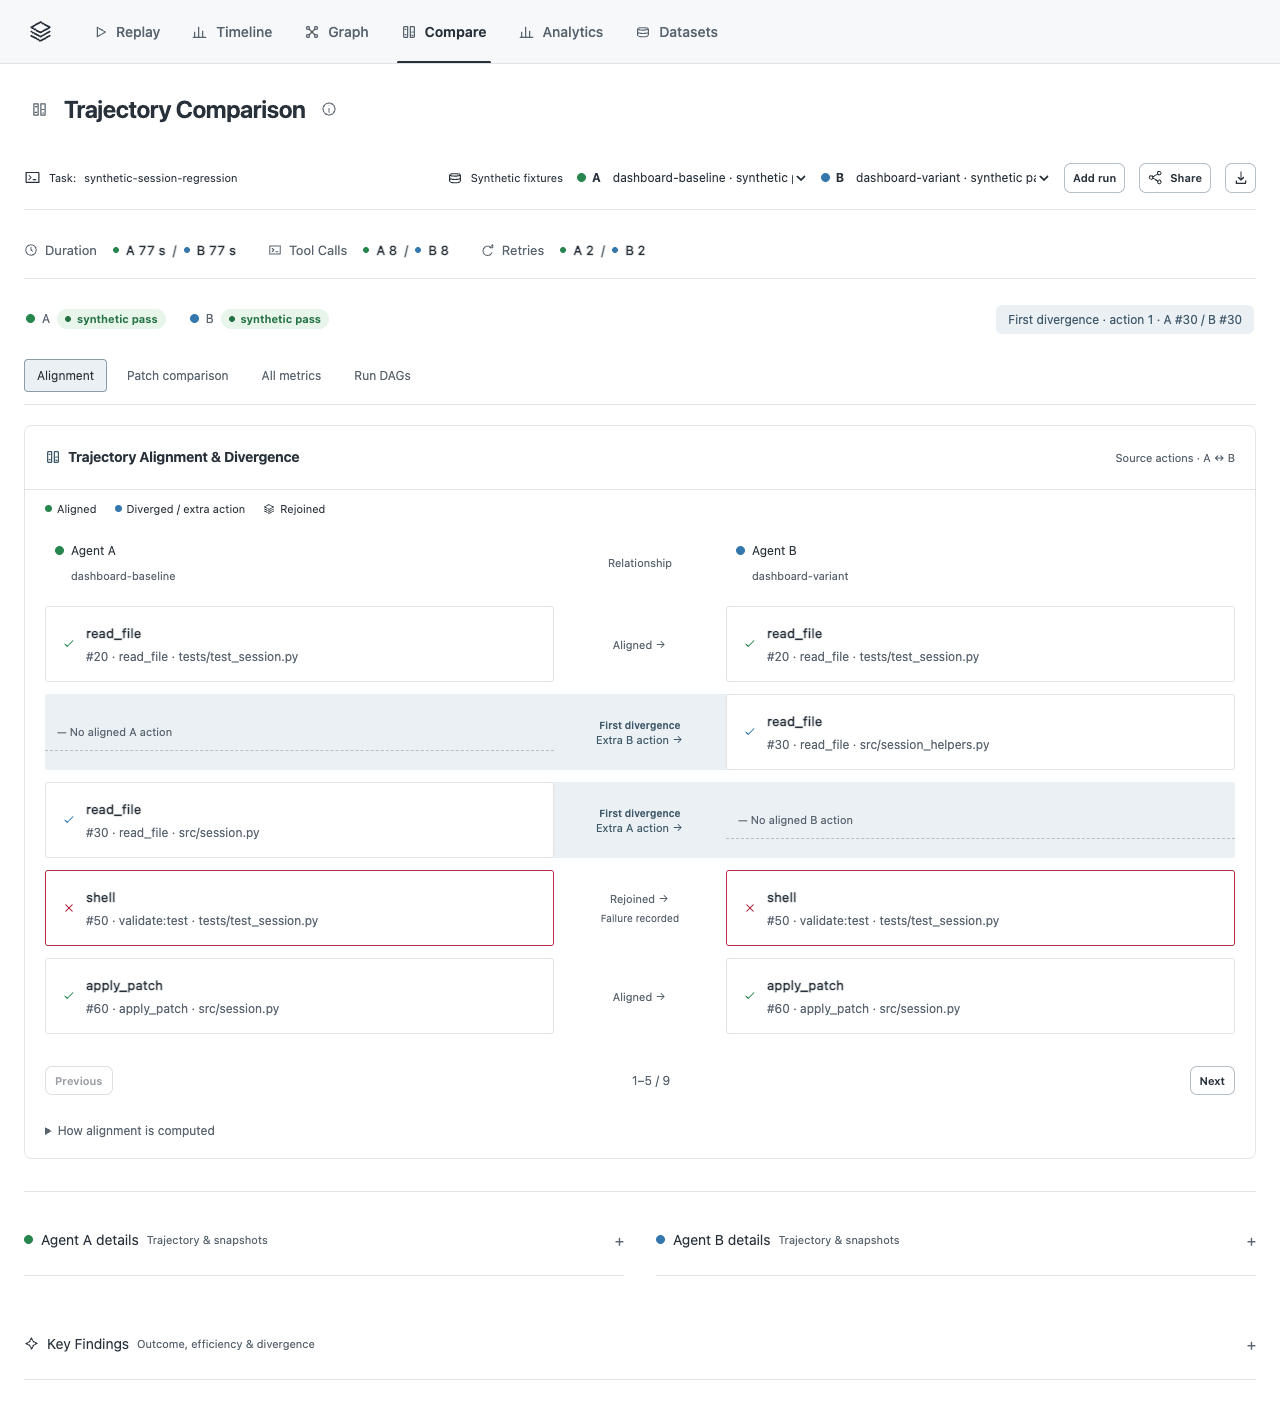 Replay Timeline Graph Compare Analytics Datasets
Trajectory Comparison
Task: synthetic-session-regression Synthetic fixtures A dashboard-baseline · synthetic B dashboard-variant · synthetic Add run Share
Duration A 77 s / B 77 s Tool Calls A 8 / B 8 Retries A 2 / B 2
A synthetic pass B synthetic pass First divergence · action 1 · A #30 / B #30
Alignment Patch comparison All metrics Run DAGs
Trajectory Alignment & Divergence Source actions · A ↔ B
Aligned Diverged / extra action Rejoined
Agent A
dashboard-baseline
Relationship
Agent B
dashboard-variant
read_file
#20 · read_file · tests/test_session.py
Aligned →
read_file
#20 · read_file · tests/test_session.py
— No aligned A action
First divergence
Extra B action →
read_file
#30 · read_file · src/session_helpers.py
read_file
#30 · read_file · src/session.py
First divergence
Extra A action →
— No aligned B action
shell
#50 · validate:test · tests/test_session.py
Rejoined →
Failure recorded
shell
#50 · validate:test · tests/test_session.py
apply_patch
#60 · apply_patch · src/session.py
Aligned →
apply_patch
#60 · apply_patch · src/session.py
Previous 1–5 / 9 Next
How alignment is computed
Agent A details Trajectory & snapshots +
Agent B details Trajectory & snapshots +
Key Findings Outcome, efficiency & divergence +